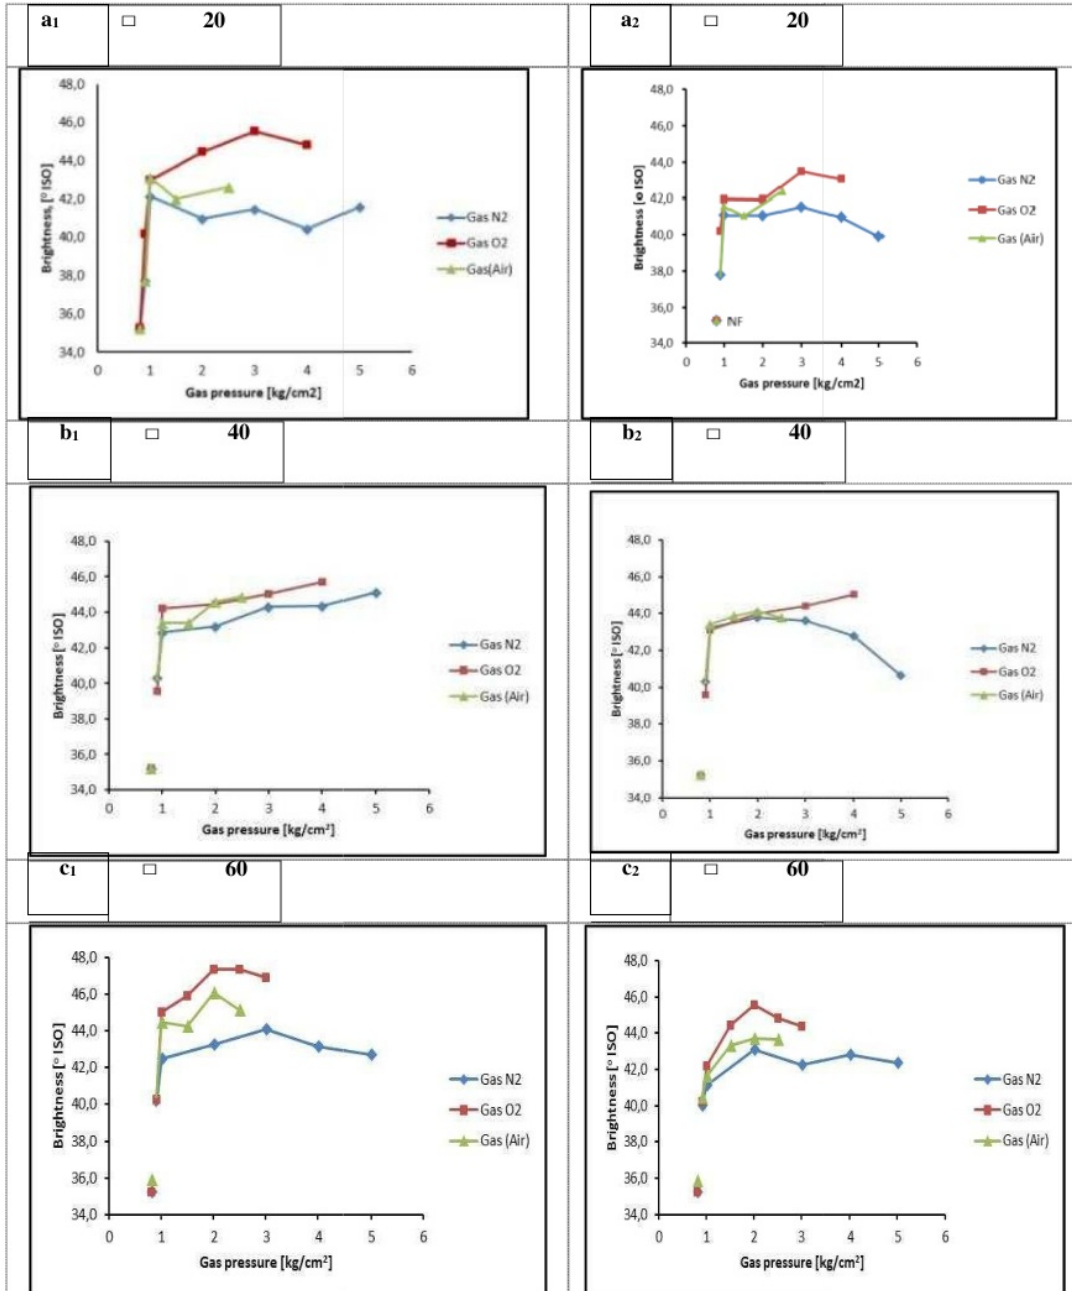 a1 □ 20
a2 □ 20
48,0
46,0
44,0
42,0
40,0
38,0
36,0
34,0
0 1 2 3 4 5 6
Brightness, [° ISO]
Gas pressure [kg/cm2]
Gas N2
Gas O2
Gas(Air)
48,0
46,0
44,0
42,0
40,0
38,0
36,0
34,0
0 1 2 3 4 5 6
Brightness [o ISO]
NF
Gas pressure [kg/cm2]
Gas N2
Gas O2
Gas (Air)
b1 □ 40
b2 □ 40
48,0
46,0
44,0
42,0
40,0
38,0
36,0
34,0
0 1 2 3 4 5 6
Brightness [° ISO]
Gas pressure [kg/cm²]
Gas N2
Gas O2
Gas (Air)
48,0
46,0
44,0
42,0
40,0
38,0
36,0
34,0
0 1 2 3 4 5 6
Brightness [° ISO]
Gas pressure [kg/cm²]
Gas N2
Gas O2
Gas (Air)
c1 □ 60
c2 □ 60
48,0
46,0
44,0
42,0
40,0
38,0
36,0
34,0
0 1 2 3 4 5 6
Brightness [° ISO]
Gas pressure [kg/cm²]
Gas N2
Gas O2
Gas (Air)
48,0
46,0
44,0
42,0
40,0
38,0
36,0
34,0
0 1 2 3 4 5 6
Brightness [° ISO]
Gas pressure [kg/cm²]
Gas N2
Gas O2
Gas (Air)